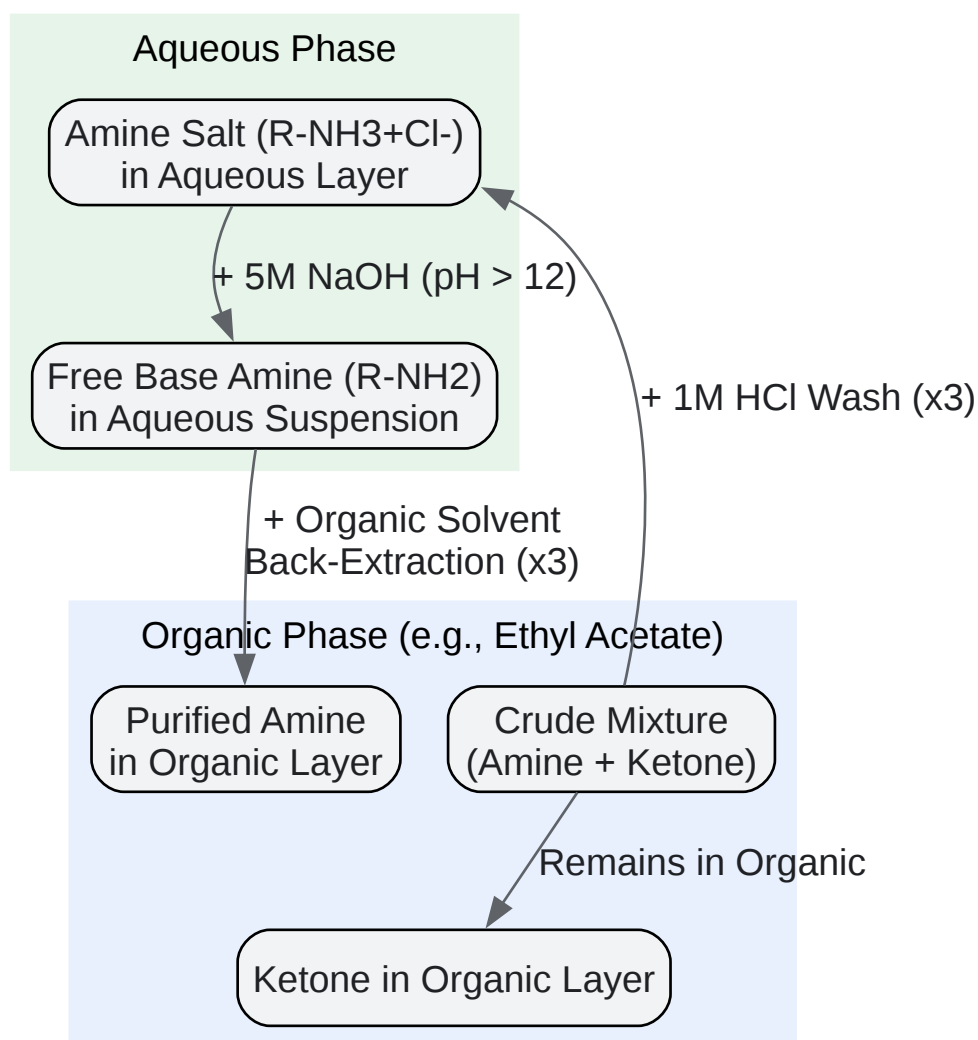 Aqueous Phase
Amine Salt (R-NH3+Cl-)
in Aqueous Layer
+ 5M NaOH (pH > 12)
Free Base Amine (R-NH2)
in Aqueous Suspension
+ 1M HCl Wash (x3)
+ Organic Solvent
Back-Extraction (x3)
Organic Phase (e.g., Ethyl Acetate)
Purified Amine
in Organic Layer
Crude Mixture
(Amine + Ketone)
Remains in Organic
Ketone in Organic Layer